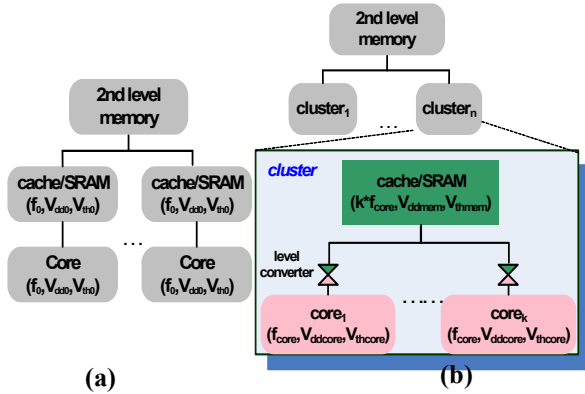 2nd level
memory
cache/SRAM
(f0,Vdd0,Vth0)
cache/SRAM
(f0,Vdd0,Vth0)
...
Core
(f0,Vdd0,Vth0)
Core
(f0,Vdd0,Vth0)
(a)
2nd level
memory
cluster1
...
clustern
cluster
cache/SRAM
(k*fcore,Vddmem,Vthmem)
level
converter
......
core1
(fcore,Vddcore,Vthcore)
corek
(fcore,Vddcore,Vthcore)
(b)